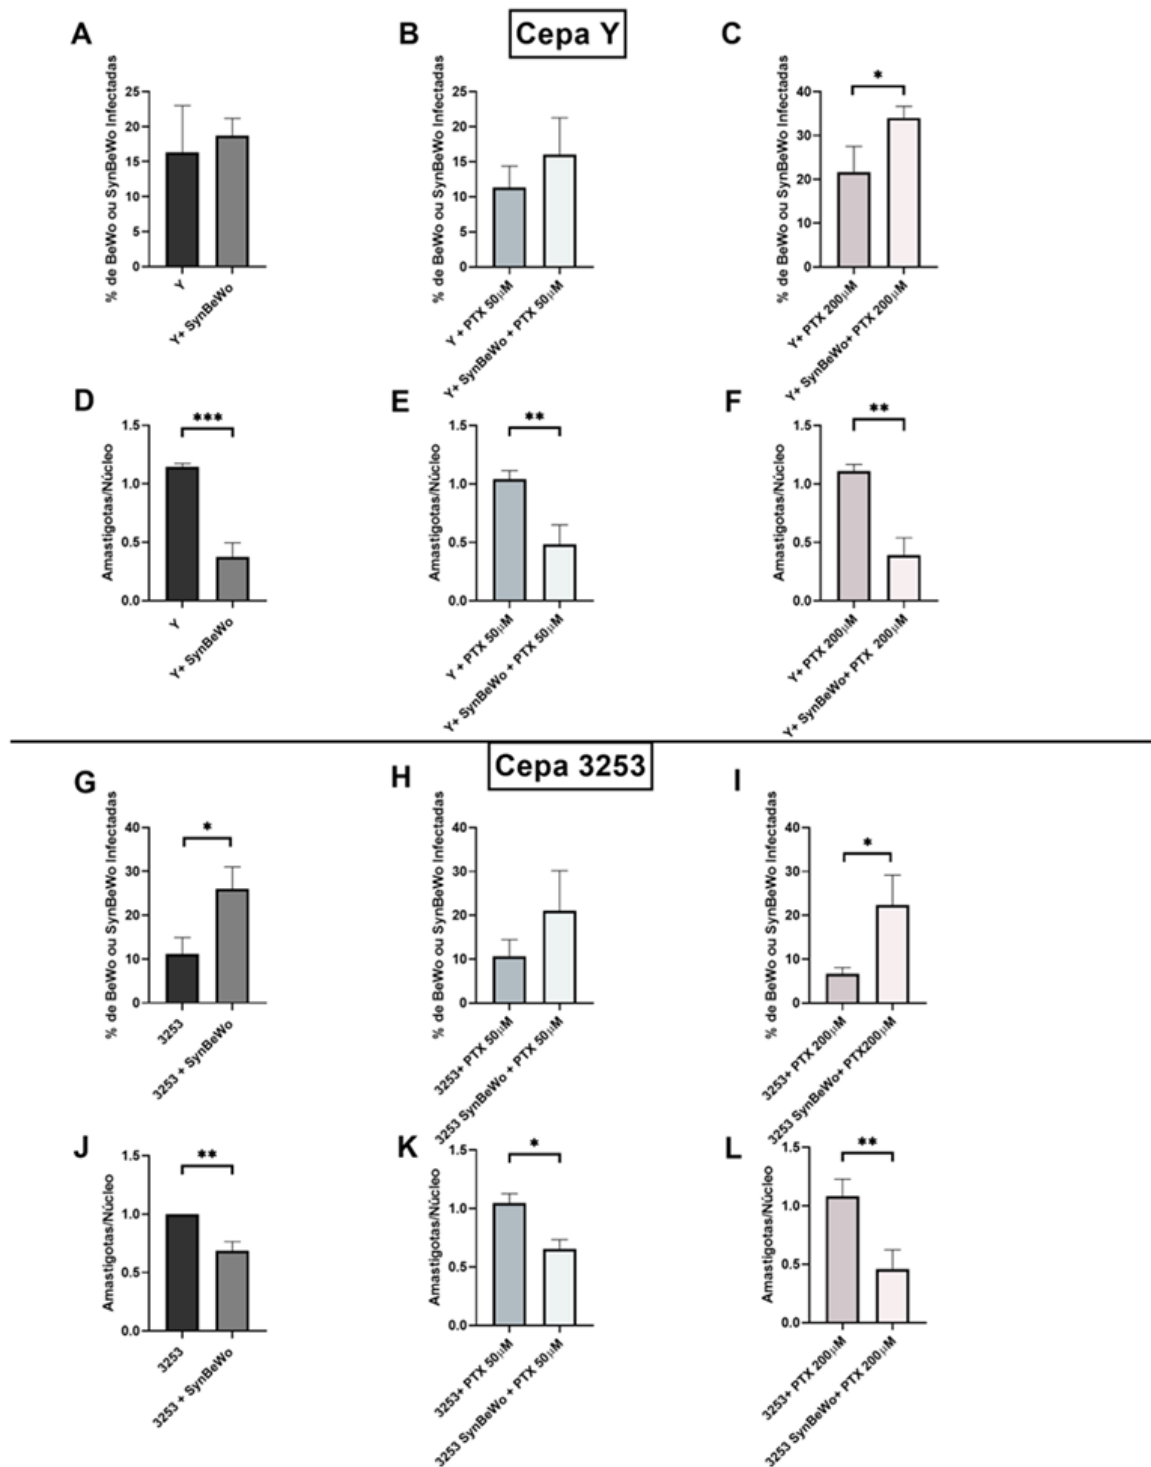 A
B
Cepa Y
C
% de BeWo ou SynBeWo Infectadas
25
20
15
10
5
0
Y
Y+ SynBeWo
% de BeWo ou SynBeWo Infectadas
25
20
15
10
5
0
Y + PTX 50μM
Y+ SynBeWo + PTX 50μM
% de BeWo ou SynBeWo Infectadas
40
30
20
10
0
*
Y+ PTX 200μM
Y+ SynBeWo+ PTX 200μM
D
E
F
Amastigotas/Núcleo
1.5
1.0
0.5
0.0
***
Y
Y+ SynBeWo
Amastigotas/Núcleo
1.5
1.0
0.5
0.0
**
Y + PTX 50μM
Y+ SynBeWo + PTX 50μM
Amastigotas/Núcleo
1.5
1.0
0.5
0.0
**
Y+ PTX 200μM
Y+ SynBeWo+ PTX 200μM
Cepa 3253
G
H
I
% de BeWo ou SynBeWo Infectadas
40
30
20
10
0
*
3253
3253 + SynBeWo
% de BeWo ou SynBeWo Infectadas
40
30
20
10
0
3253+ PTX 50μM
3253 SynBeWo + PTX 50μM
% de BeWo ou SynBeWo Infectadas
40
30
20
10
0
*
3253+ PTX 200μM
3253 SynBeWo+ PTX200μM
J
K
L
Amastigotas/Núcleo
1.5
1.0
0.5
0.0
**
3253
3253 + SynBeWo
Amastigotas/Núcleo
1.5
1.0
0.5
0.0
*
3253+ PTX 50μM
3253 SynBeWo + PTX 50μM
Amastigotas/Núcleo
1.5
1.0
0.5
0.0
**
3253+ PTX 200μM
3253 SynBeWo+ PTX 200μM